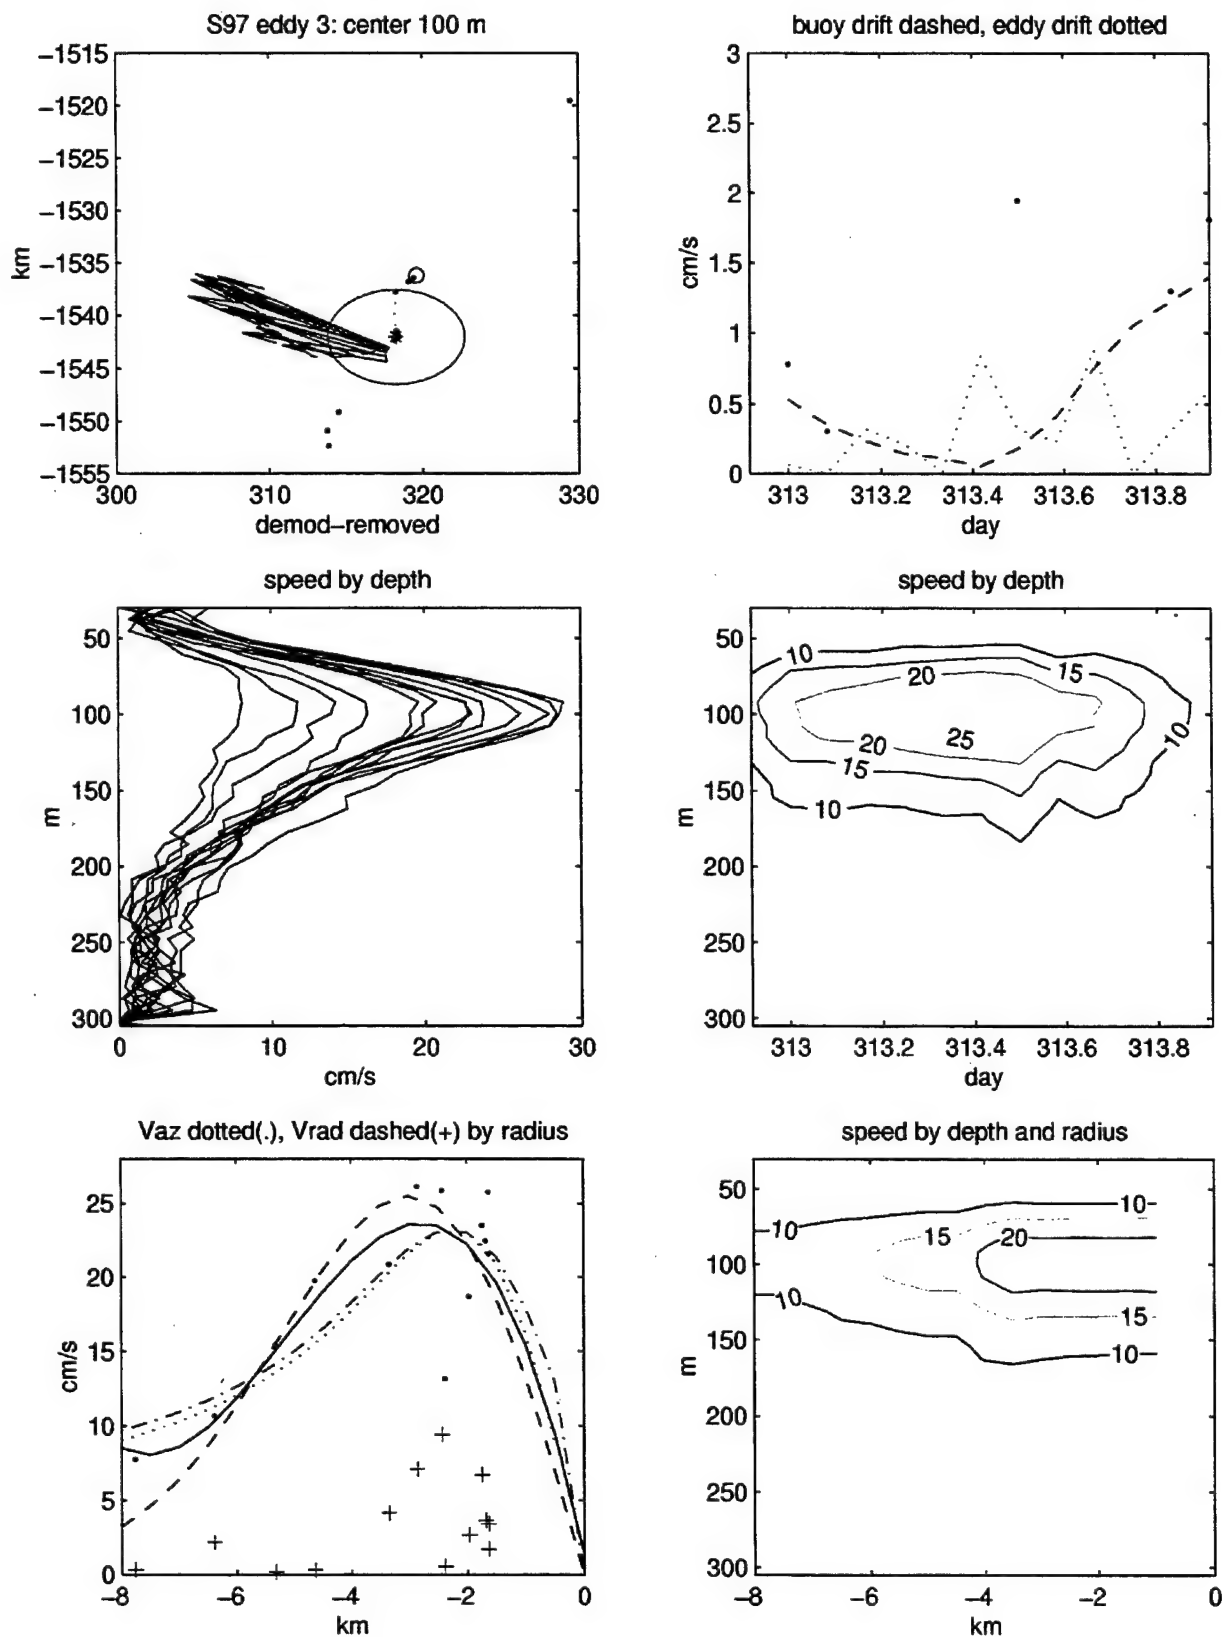 S97 eddy 3: center 100 m
−1515
−1520
−1525
−1530
−1535
−1540
−1545
−1550
−1555
km
300 310 320 330
demod−removed
buoy drift dashed, eddy drift dotted
3
2.5
2
1.5
1
0.5
0
cm/s
313 313.2 313.4 313.6 313.8
day
speed by depth
50
100
150
200
250
300
m
0 10 20 30
cm/s
speed by depth
50
100
150
200
250
300
m
10
15
20
20
25
15
10
10
313 313.2 313.4 313.6 313.8
day
Vaz dotted(.), Vrad dashed(+) by radius
25
20
15
10
5
0
cm/s
−8 −6 −4 −2 0
km
speed by depth and radius
50
100
150
200
250
300
m
10
10
15
20
10
15
10
−8 −6 −4 −2 0
km